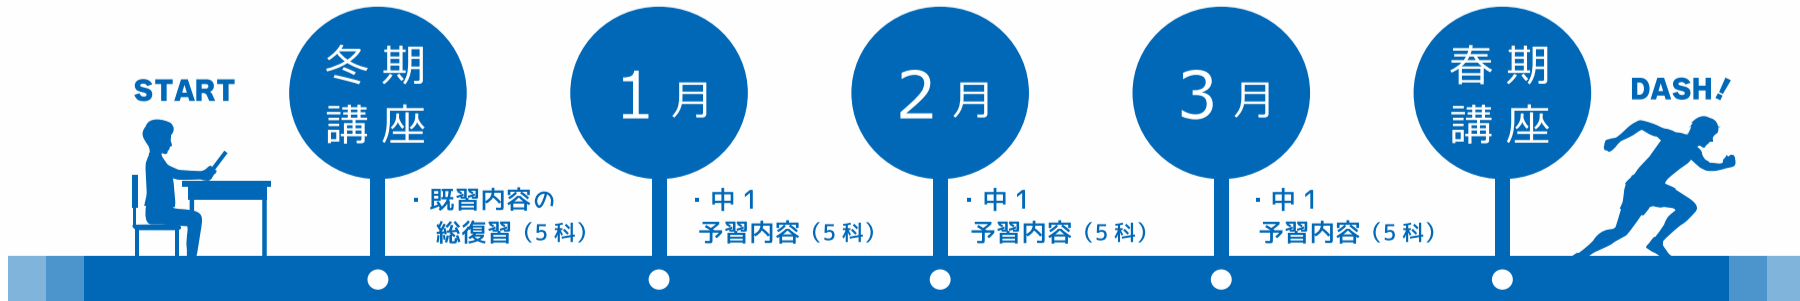 START
冬期
講座
・既習内容の
総復習（5科）
1月
・中1
予習内容（5科）
2月
・中1
予習内容（5科）
3月
・中1
予習内容（5科）
春期
講座
DASH!